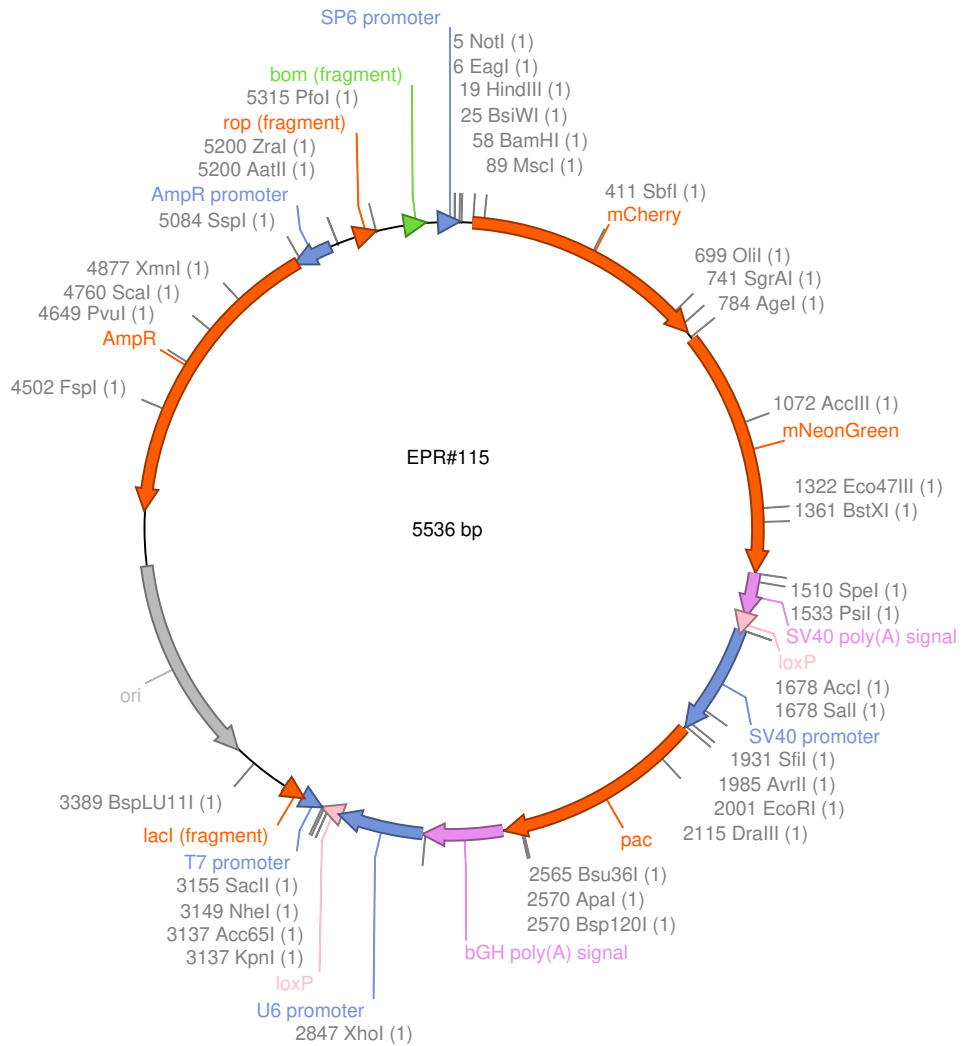 SP6 promoter
5 NotI (1)
6 EagI (1)
19 HindIII (1)
25 BsiWI (1)
58 BamHI (1)
89 MscI (1)
411 SbfI (1)
mCherry
699 OliI (1)
741 SgrAI (1)
784 AgeI (1)
1072 AccIII (1)
mNeonGreen
1322 Eco47III (1)
1361 BstXI (1)
1510 SpeI (1)
1533 PsiI (1)
SV40 poly(A) signal
loxP
1678 AccI (1)
1678 SalI (1)
SV40 promoter
1931 SfiI (1)
1985 AvrII (1)
2001 EcoRI (1)
2115 DraIII (1)
pac
2565 Bsu36I (1)
2570 ApaI (1)
2570 Bsp120I (1)
bGH poly(A) signal
2847 XhoI (1)
U6 promoter
loxP
3137 KpnI (1)
3137 Acc65I (1)
3149 NheI (1)
3155 SacII (1)
T7 promoter
lacI (fragment)
3389 BspLU11I (1)
ori
4502 FspI (1)
AmpR
4649 PvuI (1)
4760 ScaI (1)
4877 XmnI (1)
5084 SspI (1)
AmpR promoter
5200 AatII (1)
5200 ZraI (1)
rop (fragment)
5315 PfoI (1)
bom (fragment)
EPR#115
5536 bp